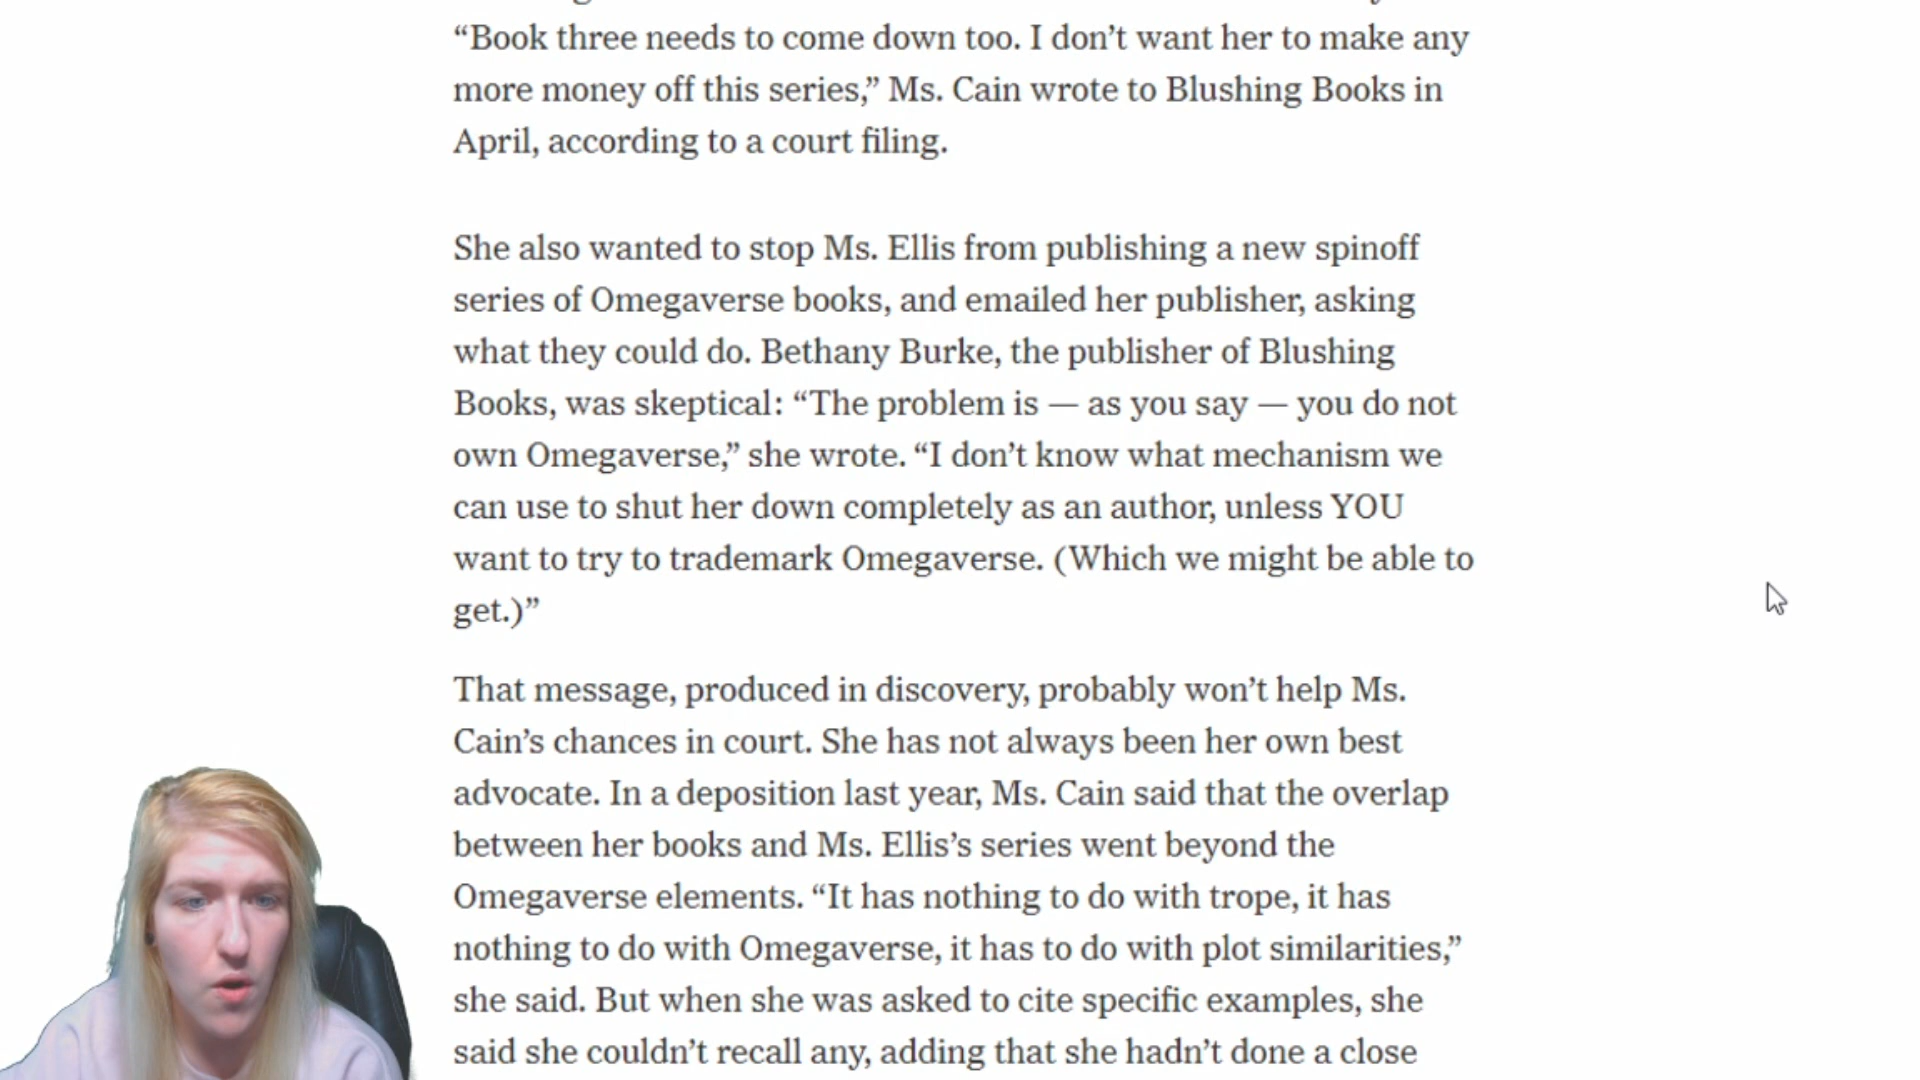 “Book three needs to come down too. I don’t want her to make any
more money off this series,” Ms. Cain wrote to Blushing Books in
April, according to a court filing.
She also wanted to stop Ms. Ellis from publishing a new spinoff
series of Omegaverse books, and emailed her publisher, asking
what they could do. Bethany Burke, the publisher of Blushing
Books, was skeptical: “The problem is — as you say — you do not
own Omegaverse,” she wrote. “I don’t know what mechanism we
can use to shut her down completely as an author, unless YOU
want to try to trademark Omegaverse. (Which we might be able to
get.)”
That message, produced in discovery, probably won’t help Ms.
Cain’s chances in court. She has not always been her own best
advocate. In a deposition last year, Ms. Cain said that the overlap
between her books and Ms. Ellis’s series went beyond the
Omegaverse elements. “It has nothing to do with trope, it has
nothing to do with Omegaverse, it has to do with plot similarities,”
she said. But when she was asked to cite specific examples, she
said she couldn’t recall any, adding that she hadn’t done a close